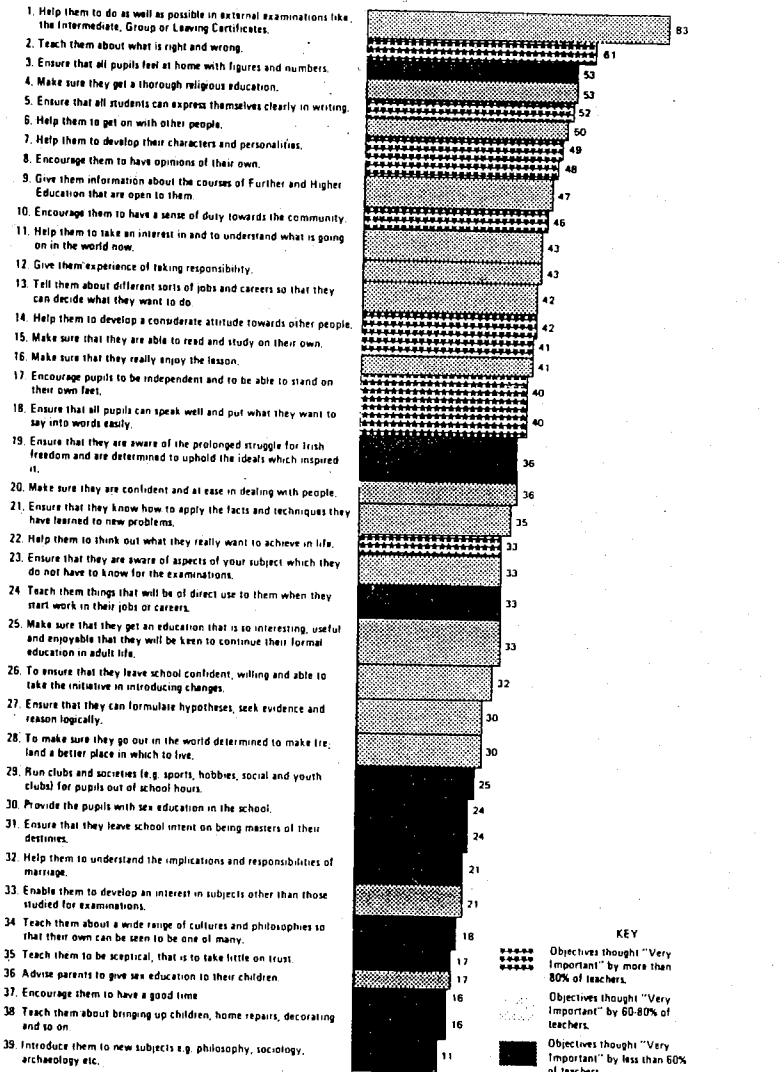 1. Help them to do as well as possible in external examinations like
the Intermediate, Group or Leaving Certificates.
2. Teach them about what is right and wrong.
3. Ensure that all pupils feel at home with figures and numbers.
4. Make sure they get a thorough religious education.
5. Ensure that all students can express themselves clearly in writing.
6. Help them to get on with other people.
7. Help them to develop their characters and personalities.
8. Encourage them to have opinions of their own.
9. Give them information about the courses of Further and Higher
Education that are open to them.
10. Encourage them to have a sense of duty towards the community.
11. Help them to take an interest in and to understand what is going
on in the world now.
12. Give them experience of taking responsibility.
13. Tell them about different sorts of jobs and careers so that they
can decide what they want to do
14. Help them to develop a considerate attitude towards other people.
15. Make sure that they are able to read and study on their own.
16. Make sure that they really enjoy the lesson.
17. Encourage pupils to be independent and to be able to stand on
their own feet.
18. Ensure that all pupils can speak well and put what they want to
say into words easily.
19. Ensure that they are aware of the prolonged struggle for Irish
freedom and are determined to uphold the ideals which inspired
it.
20. Make sure they are confident and at ease in dealing with people.
21. Ensure that they know how to apply the facts and techniques they
have learned to new problems.
22. Help them to think out what they really want to achieve in life.
23. Ensure that they are aware of aspects of your subject which they
do not have to know for the examinations.
24 Teach them things that will be of direct use to them when they
start work in their jobs or careers.
25. Make sure that they get an education that is so interesting, useful
and enjoyable that they will be keen to continue their formal
education in adult life.
26. To ensure that they leave school confident, willing and able to
take the initiative in introducing changes.
27. Ensure that they can formulate hypotheses, seek evidence and
reason logically.
28. To make sure they go out in the world determined to make Ire,
land a better place in which to live.
29. Run clubs and societies (e.g. sports, hobbies, social and youth
clubs) for pupils out of school hours.
30. Provide the pupils with sex education in the school.
31. Ensure that they leave school intent on being masters of their
destinies.
32. Help them to understand the implications and responsibilities of
marriage.
33. Enable them to develop an interest in subjects other than those
studied for examinations.
34 Teach them about a wide range of cultures and philosophies so
that their own can be seen to be one of many.
35 Teach them to be sceptical, that is to take little on trust.
36 Advise parents to give sex education to their children.
37. Encourage them to have a good time
38 Teach them about bringing up children, home repairs, decorating
and so on
39. Introduce them to new subjects e.g. philosophy, sociology,
archaeology etc.
83
61
53
53
52
50
49
48
47
46
43
43
42
42
41
41
40
40
36
36
35
33
33
33
33
32
30
30
25
24
24
21
21
18
17
17
16
16
11
KEY
Objectives thought "Very
Important" by more than
80% of teachers.
Objectives thought "Very
Important" by 60-80% of
teachers.
Objectives thought "Very
Important" by less than 60%
of teachers